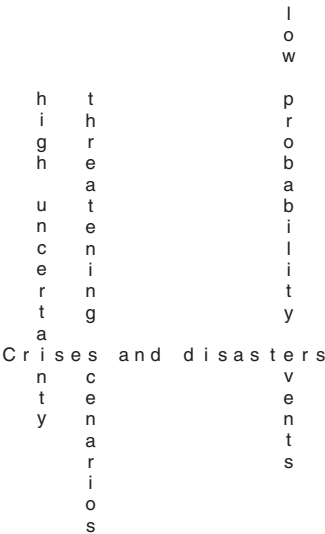 high uncertainty
threatening scenarios
low probability events
Crises and disasters